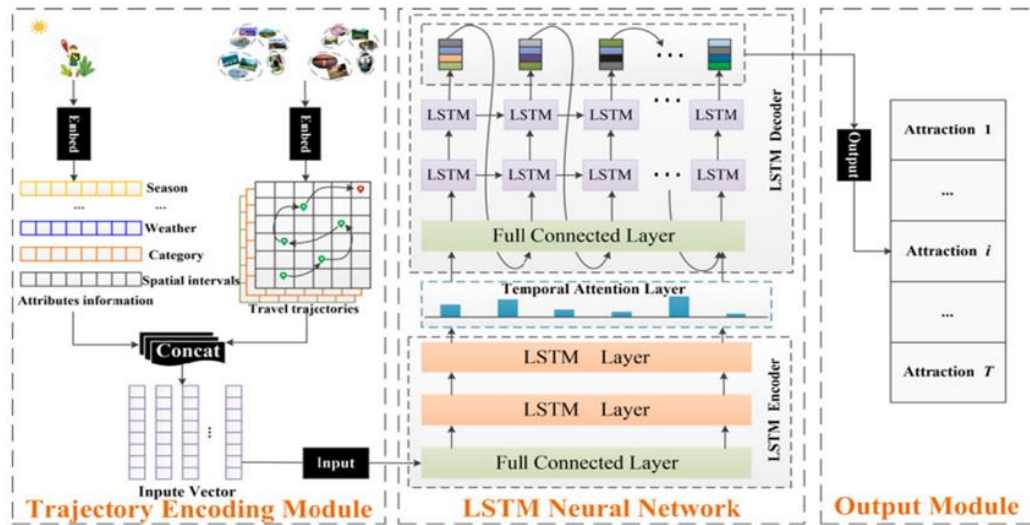 Embed
Embed
Season
...
...
Weather
Category
Spatial intervals
Attributes information
Travel trajectories
Concat
...
Inpute Vector
Input
Trajectory Encoding Module
...
LSTM
LSTM
LSTM
...
LSTM
LSTM
LSTM
LSTM
...
LSTM
Full Connected Layer
LSTM Decoder
Temporal Attention Layer
LSTM Layer
LSTM Layer
Full Connected Layer
LSTM Encoder
LSTM Neural Network
Output
Attraction 1
...
Attraction i
...
Attraction T
Output Module